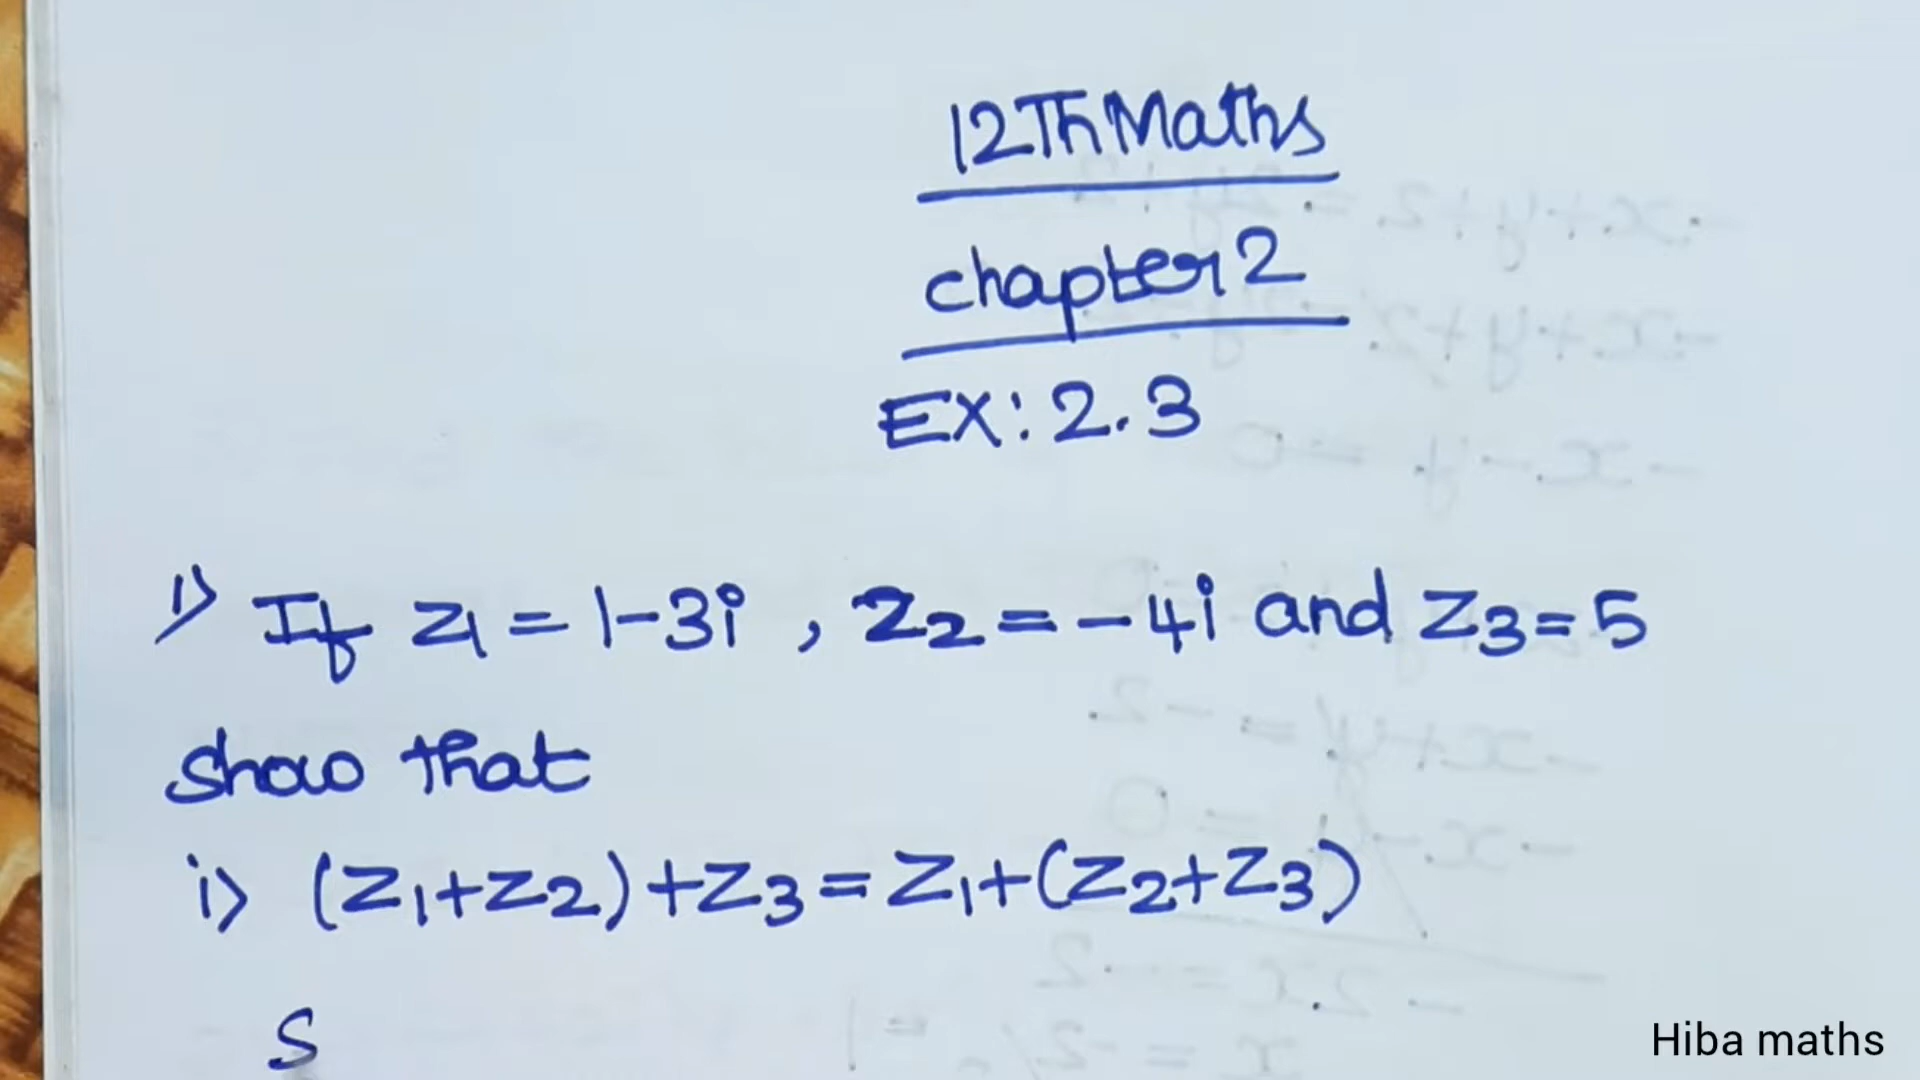 12Th Maths
chapter 2
EX: 2.3
1) If z1 = 1-3i , z2 = -4i and z3 = 5
show that
i) (z1+z2)+z3 = z1+(z2+z3)
S
Hiba maths